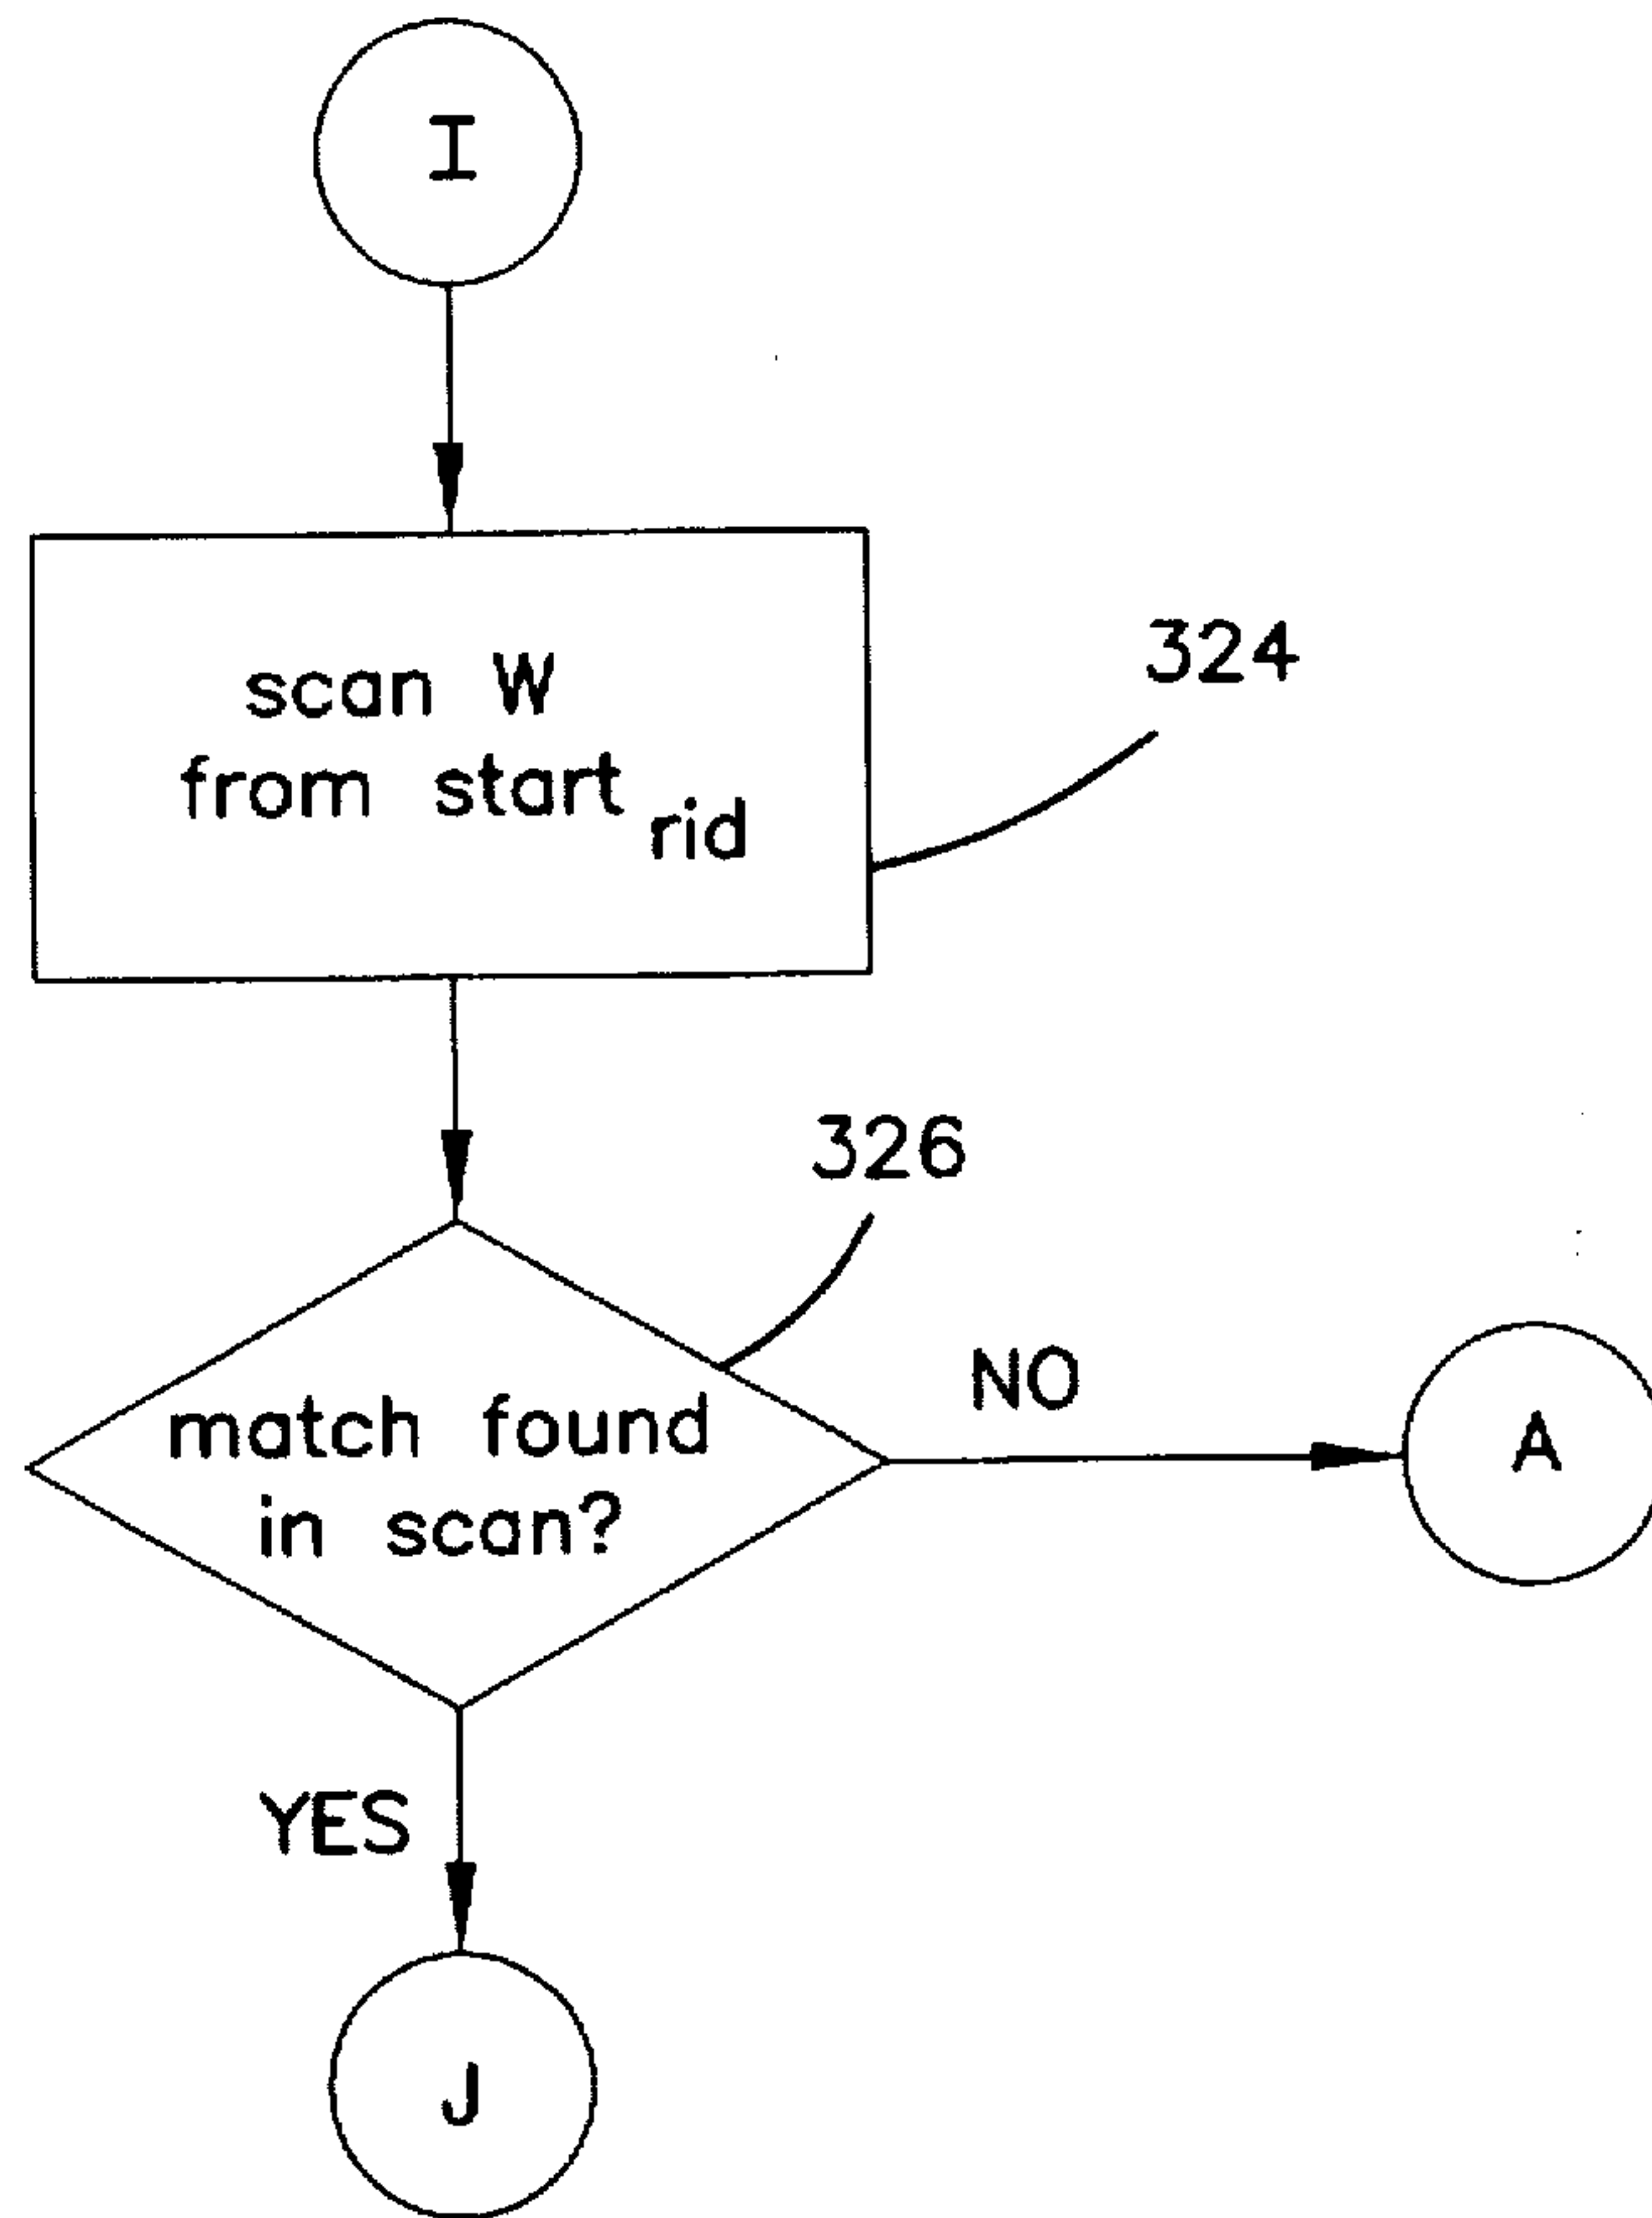 I
scan W
from start rid
324
326
match found
in scan?
NO
A
YES
J